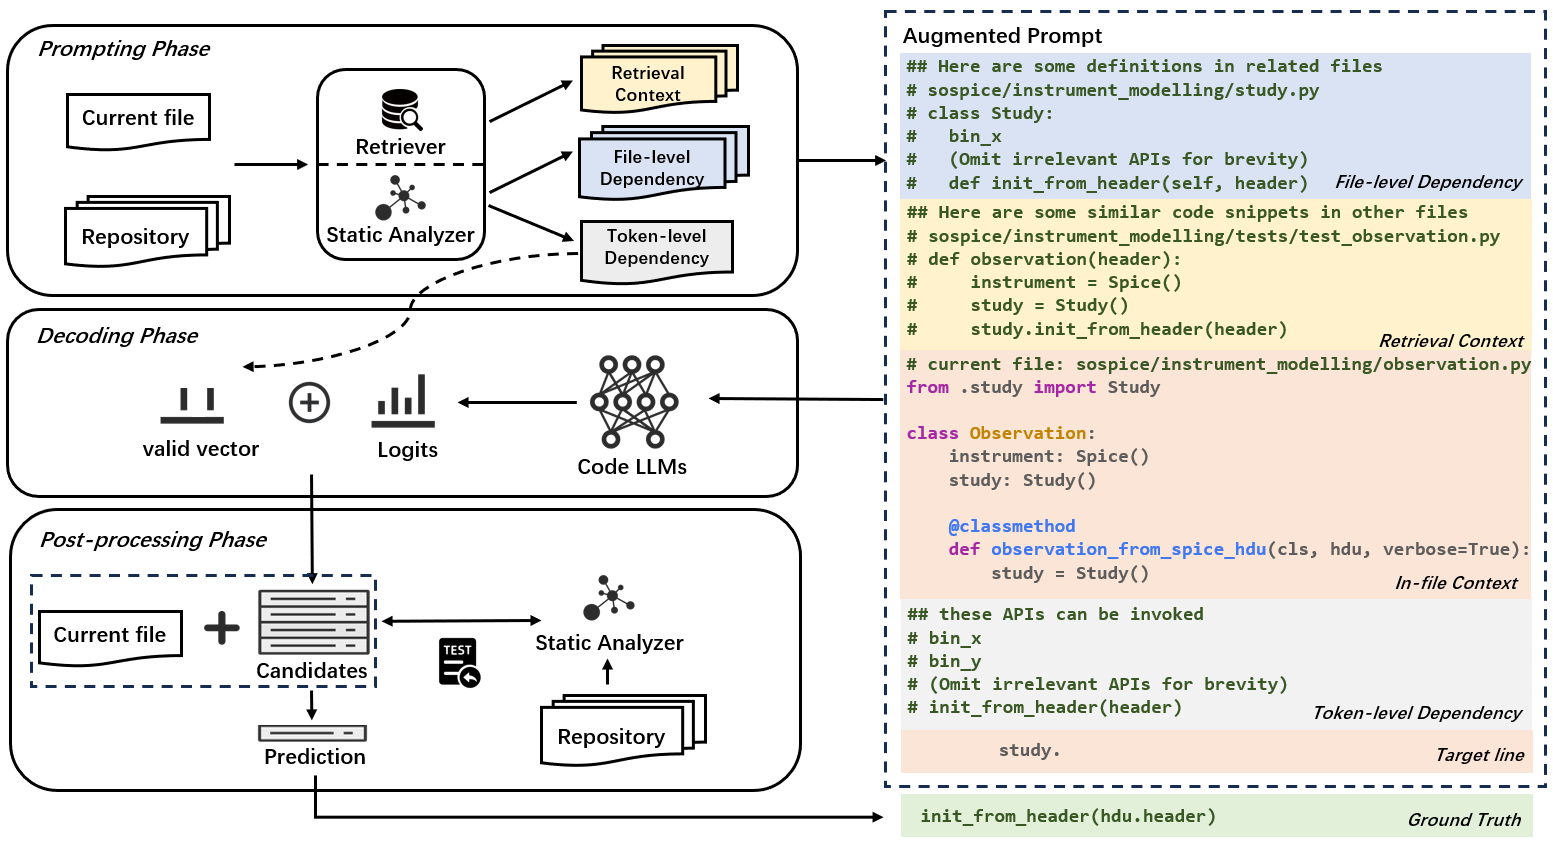 Prompting Phase
Current file
Repository
Retriever
Static Analyzer
Retrieval
Context
File-level
Dependency
Token-level
Dependency
Decoding Phase
valid vector
Logits
Code LLMs
Post-processing Phase
Current file
Candidates
Prediction
TEST
Static Analyzer
Repository
Augmented Prompt
## Here are some definitions in related files
# sospice/instrument_modelling/study.py
# class Study:
#   bin_x
#   (Omit irrelevant APIs for brevity)
#   def init_from_header(self, header)
File-level Dependency
## Here are some similar code snippets in other files
# sospice/instrument_modelling/tests/test_observation.py
# def observation(header):
#     instrument = Spice()
#     study = Study()
#     study.init_from_header(header)
Retrieval Context
# current file: sospice/instrument_modelling/observation.py
from .study import Study
class Observation:
    instrument: Spice()
    study: Study()
    @classmethod
    def observation_from_spice_hdu(cls, hdu, verbose=True):
        study = Study()
In-file Context
## these APIs can be invoked
# bin_x
# bin_y
# (Omit irrelevant APIs for brevity)
# init_from_header(header)
Token-level Dependency
study.
Target line
init_from_header(hdu.header)
Ground Truth